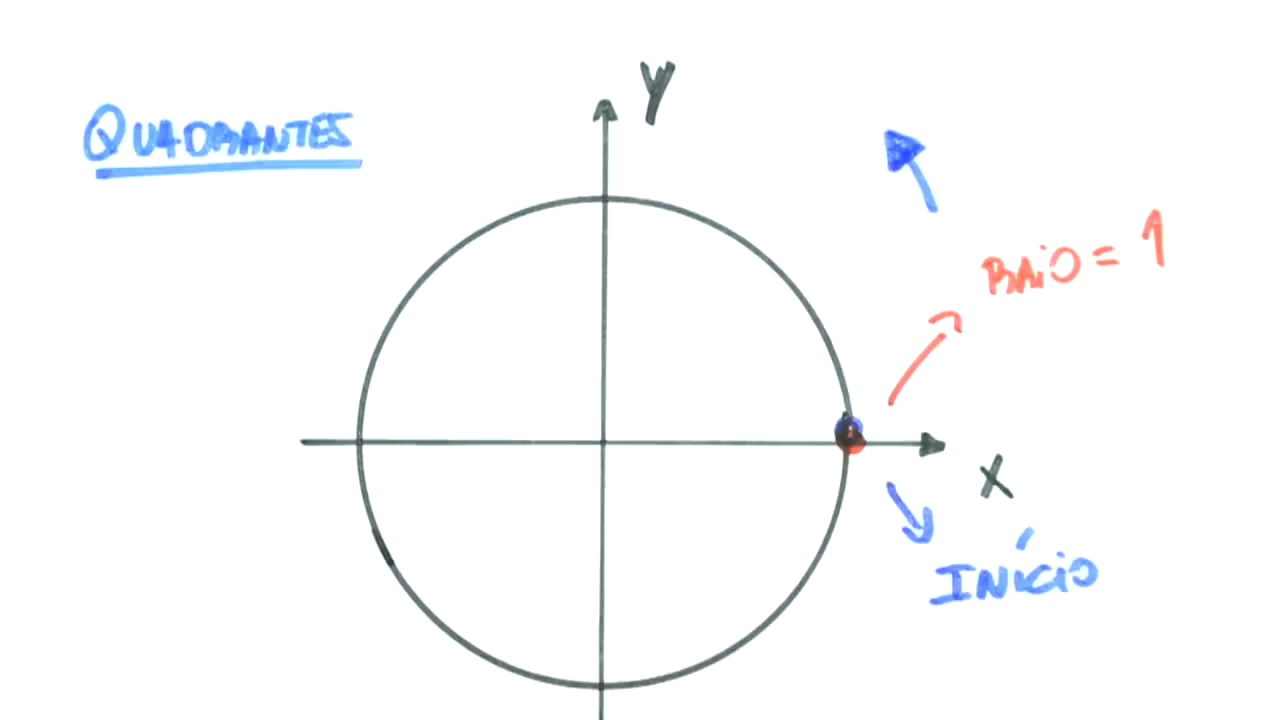 QUADRANTES
Y
RAiO = 1
X
INÍCiO